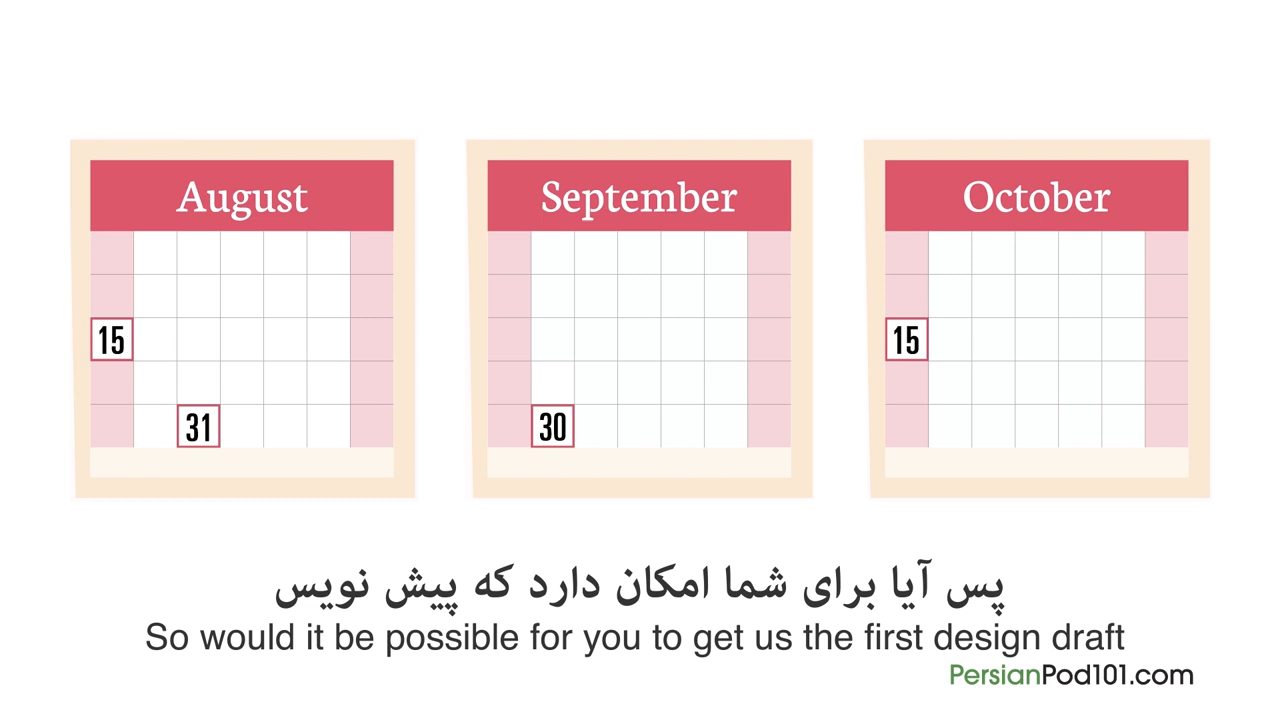 August
September
October
15
15
31
30
پس آیا برای شما امکان دارد که پیش نویس
So would it be possible for you to get us the first design draft
PersianPod101.com